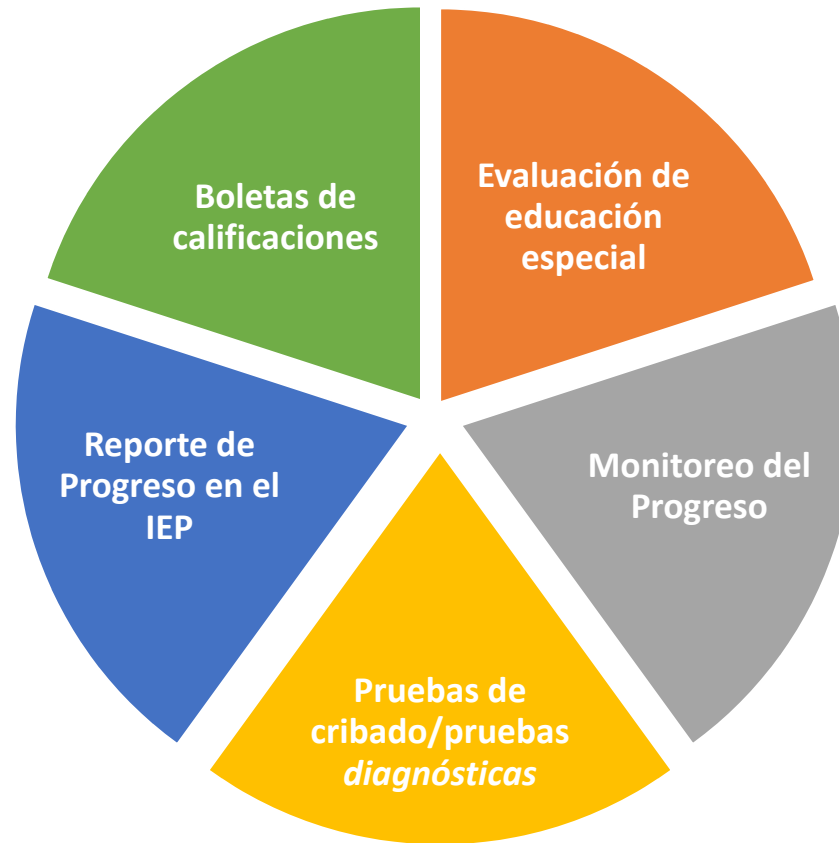 Boletas de
calificaciones
Evaluación de
educación
especial
Reporte de
Progreso en el
IEP
Monitoreo del
Progreso
Pruebas de
cribado/pruebas
diagnósticas